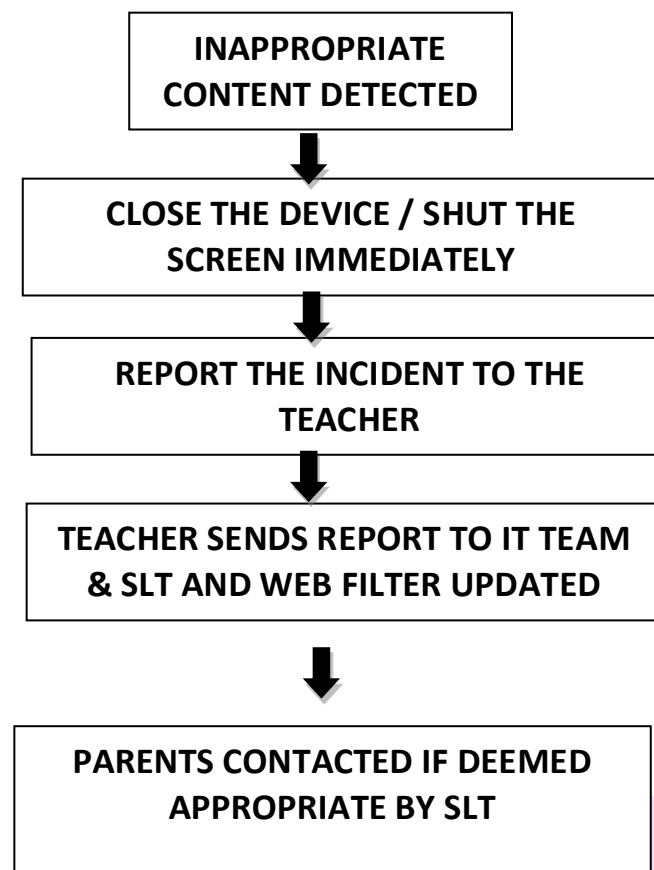 INAPPROPRIATE
CONTENT DETECTED
CLOSE THE DEVICE / SHUT THE
SCREEN IMMEDIATELY
REPORT THE INCIDENT TO THE
TEACHER
TEACHER SENDS REPORT TO IT TEAM
& SLT AND WEB FILTER UPDATED
PARENTS CONTACTED IF DEEMED
APPROPRIATE BY SLT